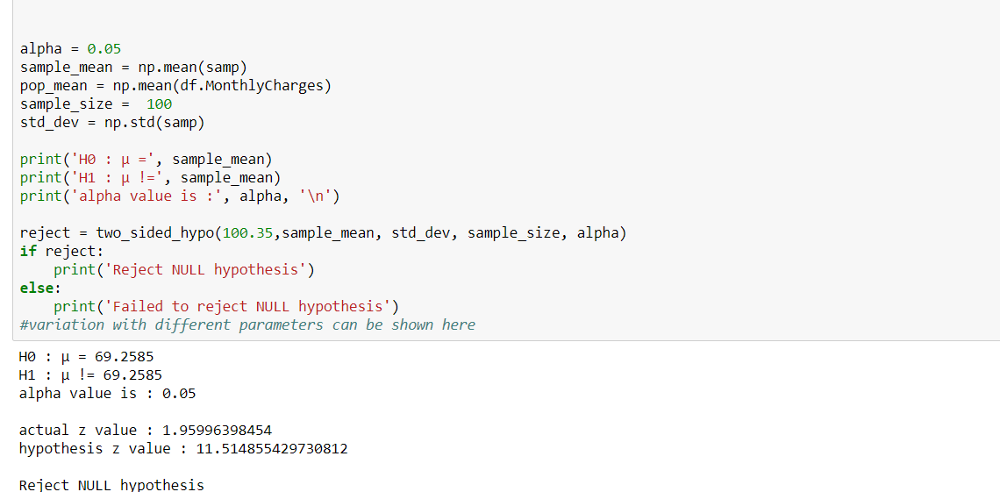 alpha = 0.05
sample_mean = np.mean(samp)
pop_mean = np.mean(df.MonthlyCharges)
sample_size =  100
std_dev = np.std(samp)
print('H0 : μ =', sample_mean)
print('H1 : μ !=', sample_mean)
print('alpha value is :', alpha, '\n')
reject = two_sided_hypo(100.35,sample_mean, std_dev, sample_size, alpha)
if reject:
    print('Reject NULL hypothesis')
else:
    print('Failed to reject NULL hypothesis')
#variation with different parameters can be shown here
H0 : μ = 69.2585
H1 : μ != 69.2585
alpha value is : 0.05
actual z value : 1.95996398454
hypothesis z value : 11.514855429730812
Reject NULL hypothesis